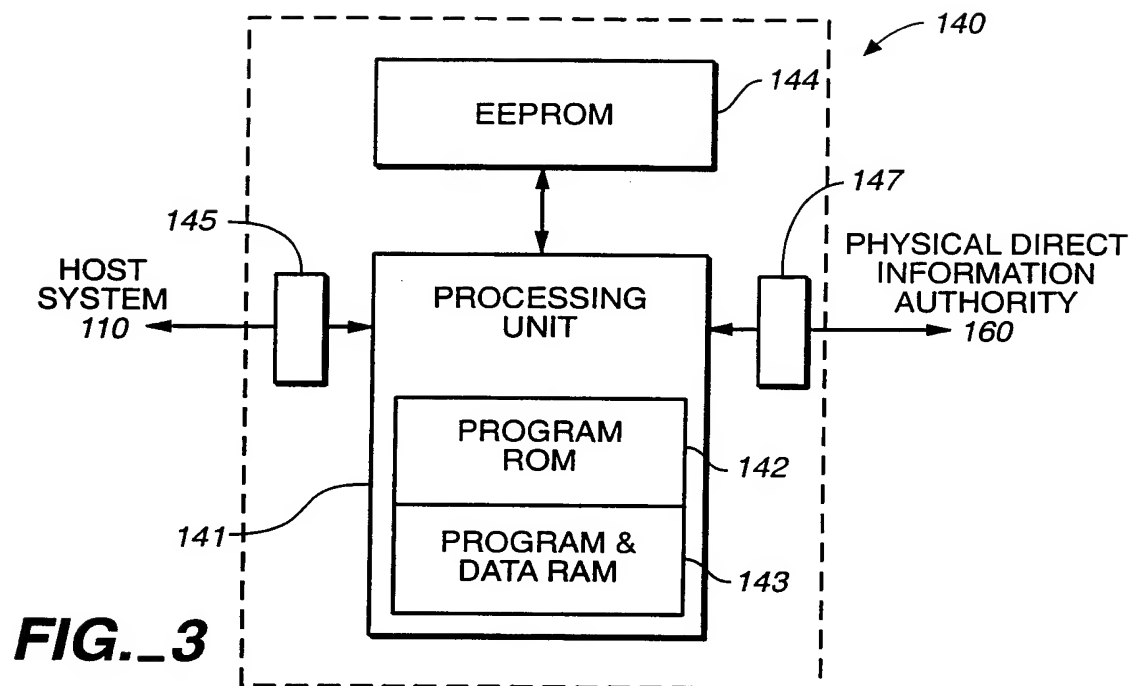 140
EEPROM
144
145
147
HOST
SYSTEM
110
PROCESSING
UNIT
PHYSICAL DIRECT
INFORMATION
AUTHORITY
160
PROGRAM
ROM
142
141
PROGRAM &
DATA RAM
143
FIG._3